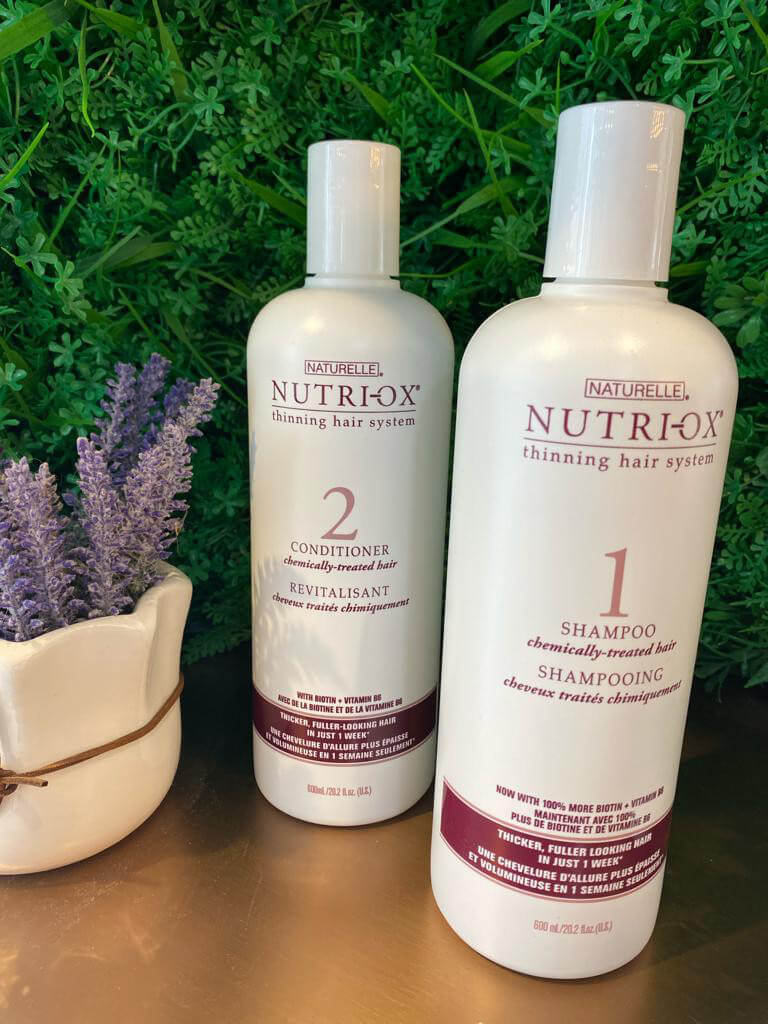 NATURELLE®
NUTRI-OX®
thinning hair system
2
CONDITIONER
chemically-treated hair
REVITALISANT
cheveux traités chimiquement
WITH BIOTIN + VITAMIN B6
AVEC DE LA BIOTINE ET DE LA VITAMINE B6
THICKER, FULLER-LOOKING HAIR
IN JUST 1 WEEK*
UNE CHEVELURE D'ALLURE PLUS ÉPAISSE
ET VOLUMINEUSE EN 1 SEMAINE SEULEMENT*
600mL/20.2 fl.oz. (U.S.)
NATURELLE®
NUTRI-OX®
thinning hair system
1
SHAMPOO
chemically-treated hair
SHAMPOOING
cheveux traités chimiquement
NOW WITH 100% MORE BIOTIN + VITAMIN B6
MAINTENANT AVEC 100%
PLUS DE BIOTINE ET DE VITAMINE B6
THICKER, FULLER LOOKING HAIR
IN JUST 1 WEEK*
UNE CHEVELURE D'ALLURE PLUS ÉPAISSE
ET VOLUMINEUSE EN 1 SEMAINE SEULEMENT*
600 mL/20.2 fl.oz.(U.S.)